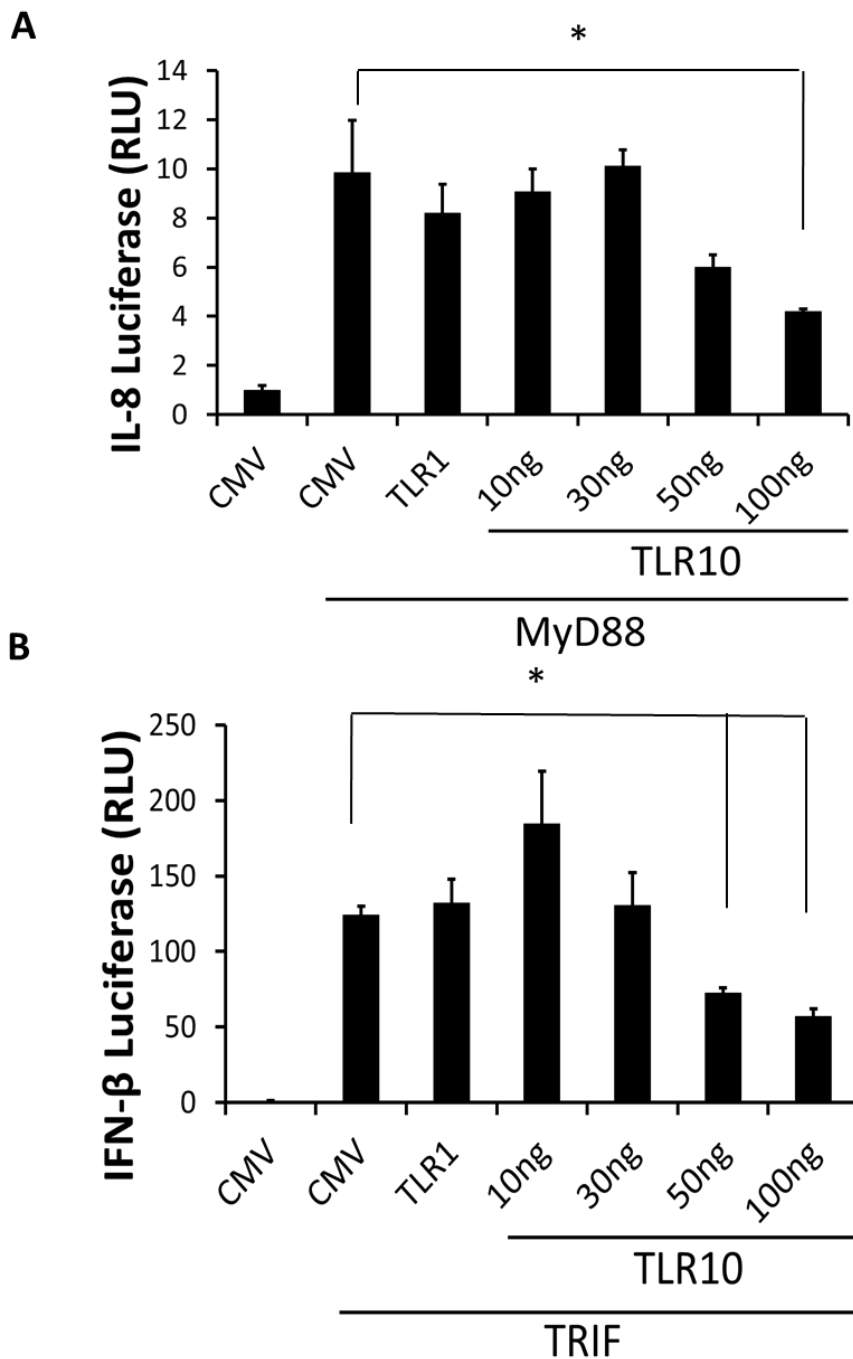 A
*
IL-8 Luciferase (RLU)
14
12
10
8
6
4
2
0
CMV
CMV
TLR1
10ng
30ng
50ng
100ng
TLR10
MyD88
B
*
IFN-β Luciferase (RLU)
250
200
150
100
50
0
CMV
CMV
TLR1
10ng
30ng
50ng
100ng
TLR10
TRIF